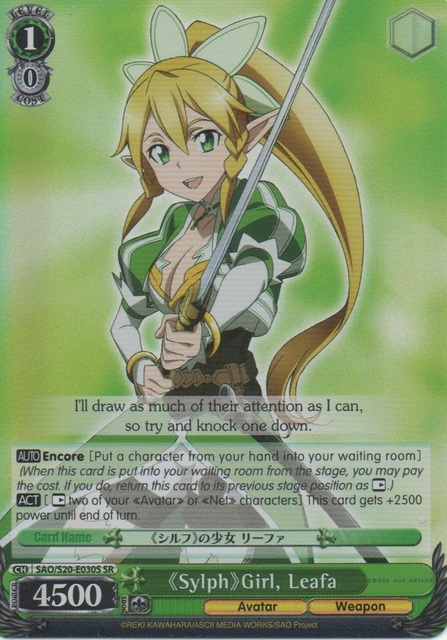 LEVEL
1
0
COST
I'll draw as much of their attention as I can,
so try and knock one down.
AUTO Encore [Put a character from your hand into your waiting room]
(When this card is put into your waiting room from the stage, you may pay
the cost. If you do, return this card to its previous stage position as .)
ACT [ two of your «Avatar» or «Net» characters] This card gets +2500
power until end of turn.
Card Name 《シルフ》の少女 リーファ
CH SAO/S20-E030S SR
《Sylph》Girl, Leafa
POWER 4500 SOUL
Avatar Weapon
©REKI KAWAHARA/ASCII MEDIA WORKS/SAO Project